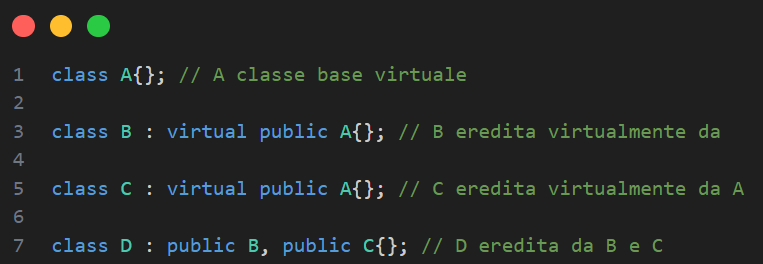 1 class A{}; // A classe base virtuale
2
3 class B : virtual public A{}; // B eredita virtualmente da
4
5 class C : virtual public A{}; // C eredita virtualmente da A
6
7 class D : public B, public C{}; // D eredita da B e C